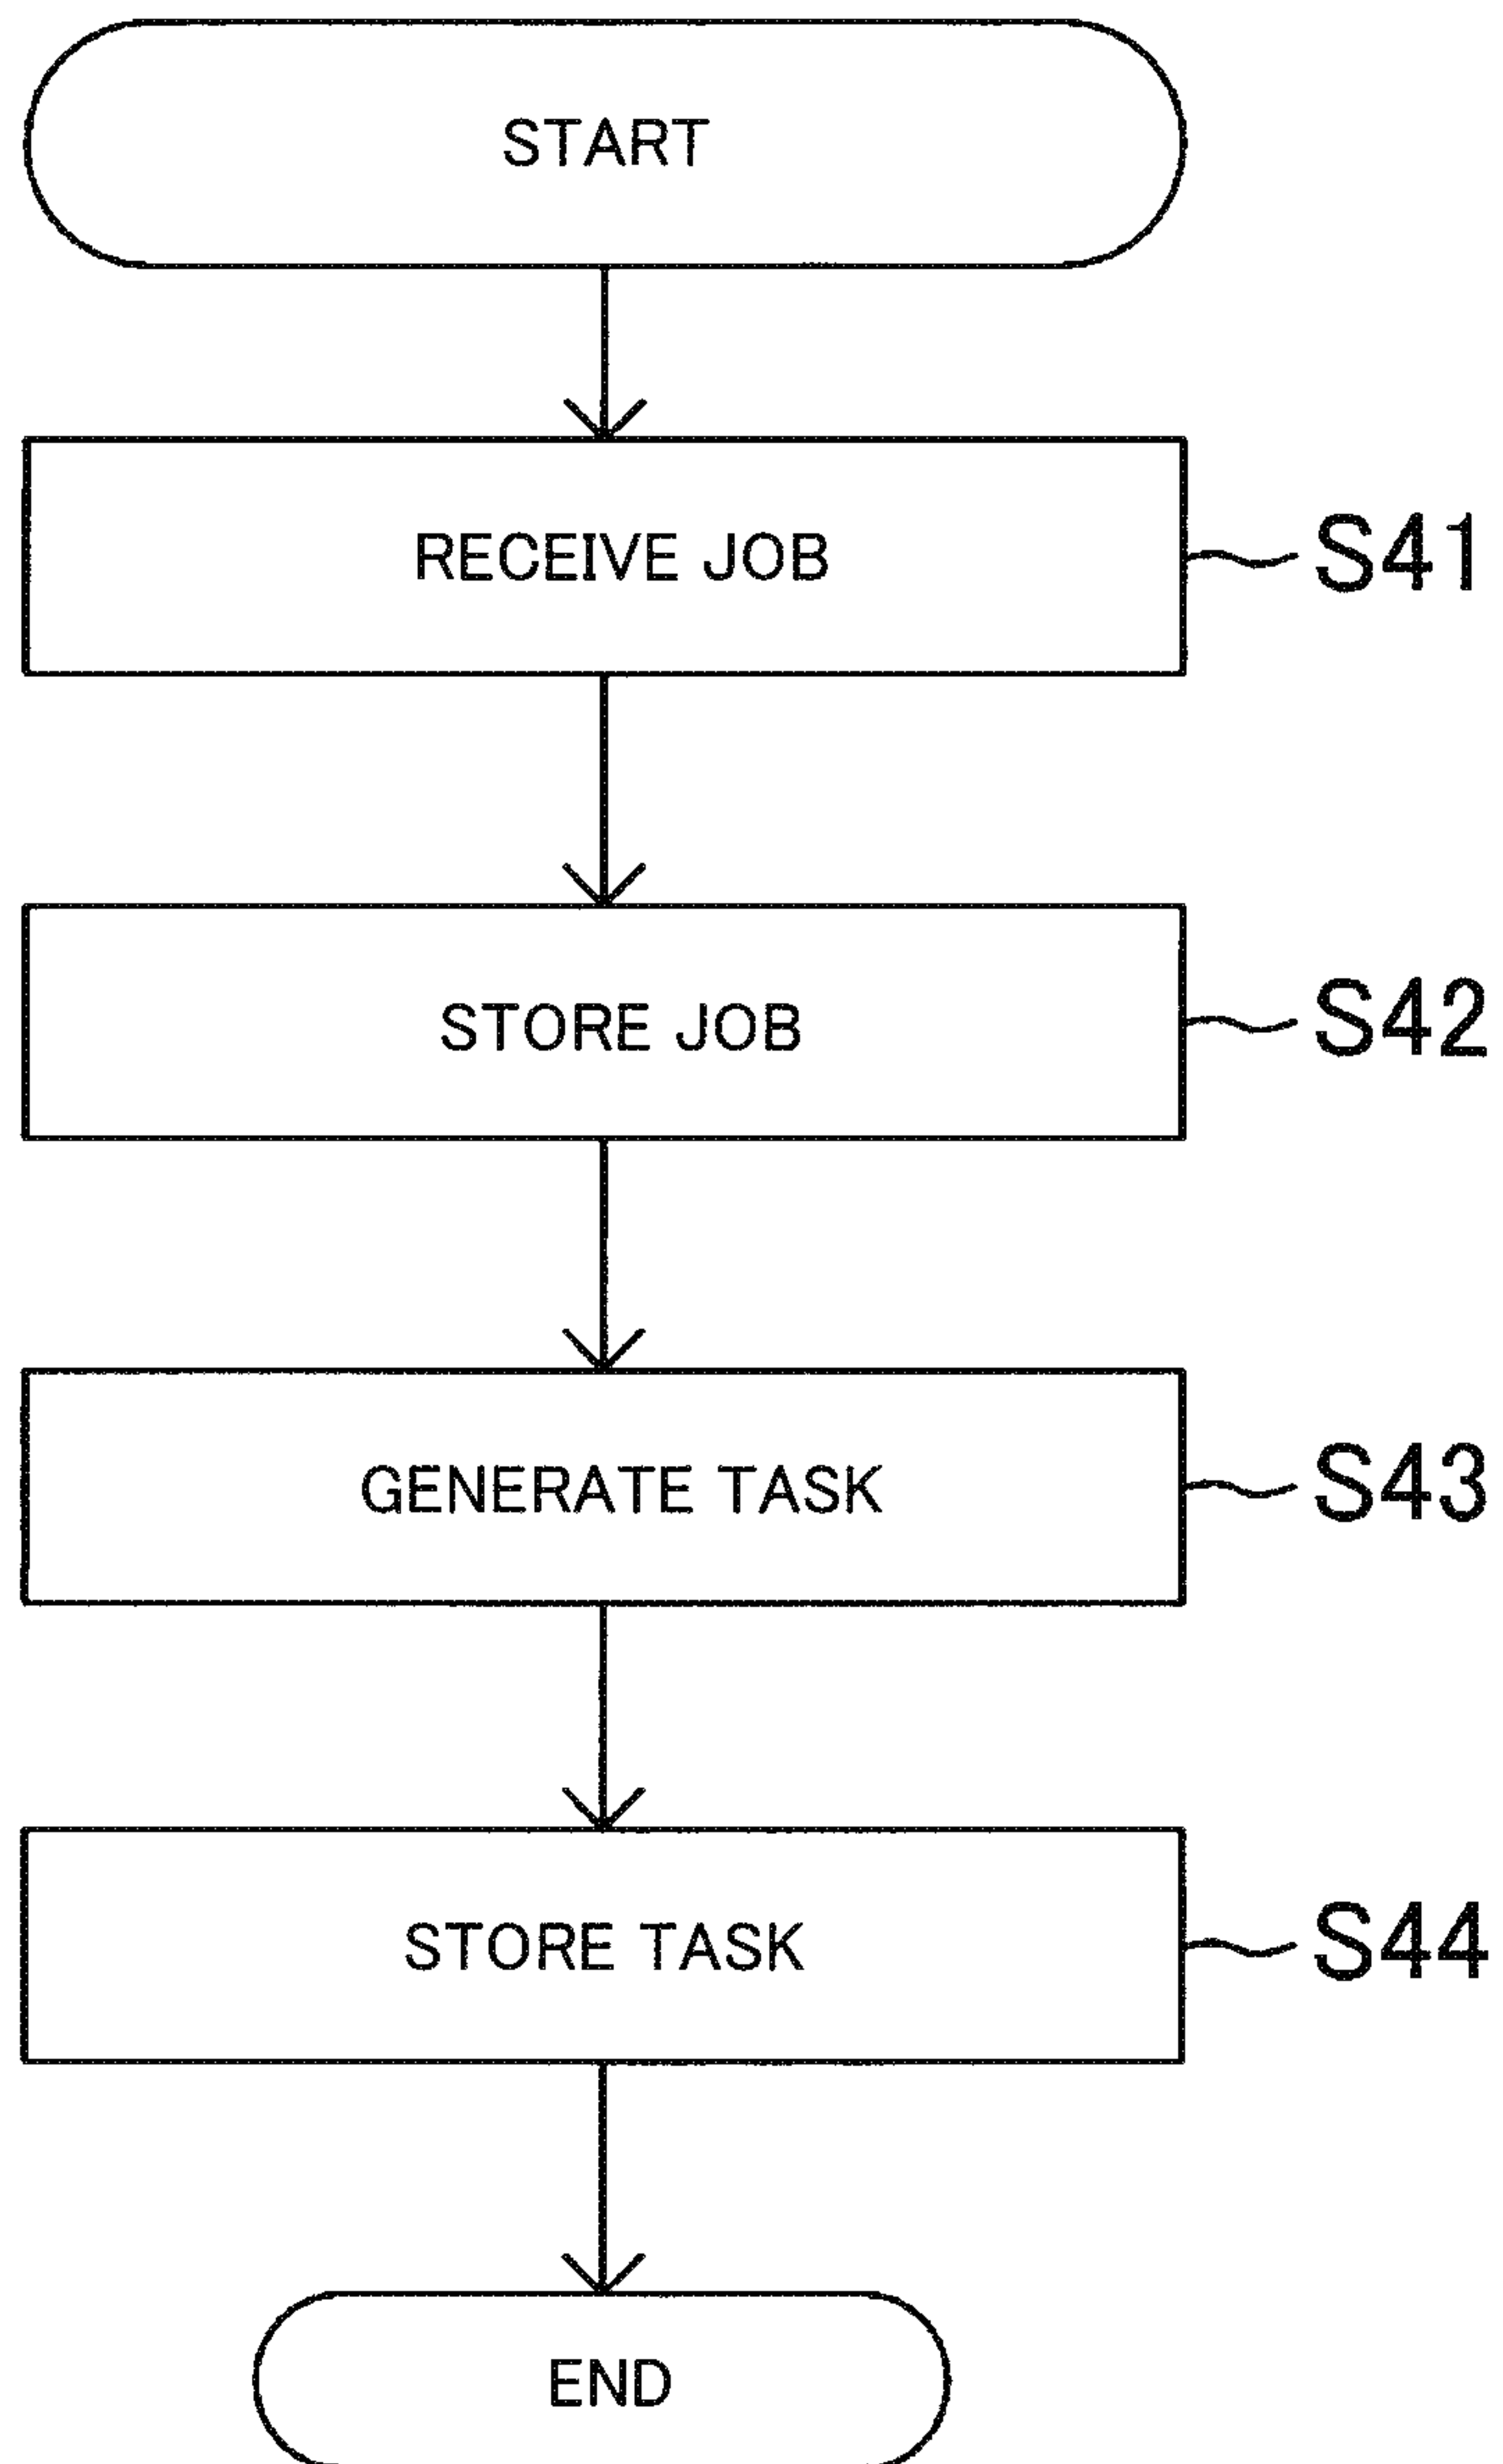 START
RECEIVE JOB
S41
STORE JOB
S42
GENERATE TASK
S43
STORE TASK
S44
END